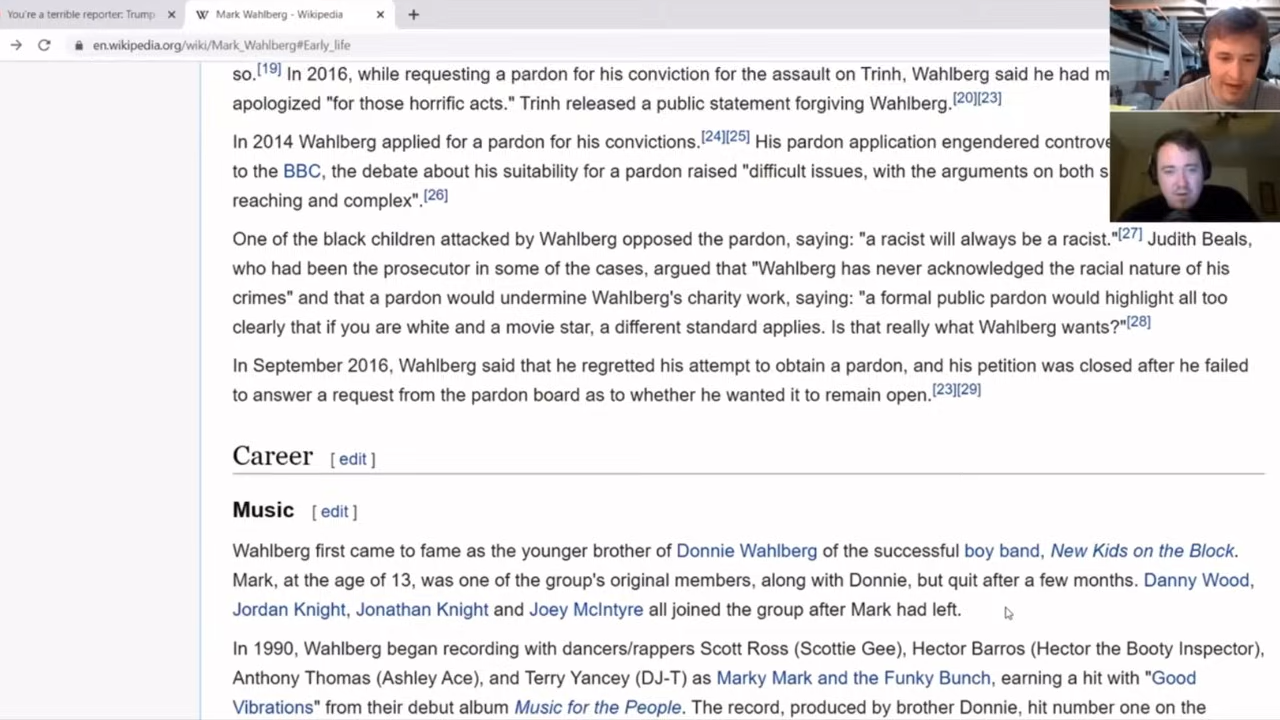 You're a terrible reporter: Trump
Mark Wahlberg - Wikipedia
en.wikipedia.org/wiki/Mark_Wahlberg#Early_life
so.[19] In 2016, while requesting a pardon for his conviction for the assault on Trinh, Wahlberg said he had m
apologized "for those horrific acts." Trinh released a public statement forgiving Wahlberg.[20][23]
In 2014 Wahlberg applied for a pardon for his convictions.[24][25] His pardon application engendered controve
to the BBC, the debate about his suitability for a pardon raised "difficult issues, with the arguments on both s
reaching and complex".[26]
One of the black children attacked by Wahlberg opposed the pardon, saying: "a racist will always be a racist."[27] Judith Beals,
who had been the prosecutor in some of the cases, argued that "Wahlberg has never acknowledged the racial nature of his
crimes" and that a pardon would undermine Wahlberg's charity work, saying: "a formal public pardon would highlight all too
clearly that if you are white and a movie star, a different standard applies. Is that really what Wahlberg wants?"[28]
In September 2016, Wahlberg said that he regretted his attempt to obtain a pardon, and his petition was closed after he failed
to answer a request from the pardon board as to whether he wanted it to remain open.[23][29]
Career [ edit ]
Music [ edit ]
Wahlberg first came to fame as the younger brother of Donnie Wahlberg of the successful boy band, New Kids on the Block.
Mark, at the age of 13, was one of the group's original members, along with Donnie, but quit after a few months. Danny Wood,
Jordan Knight, Jonathan Knight and Joey McIntyre all joined the group after Mark had left.
In 1990, Wahlberg began recording with dancers/rappers Scott Ross (Scottie Gee), Hector Barros (Hector the Booty Inspector),
Anthony Thomas (Ashley Ace), and Terry Yancey (DJ-T) as Marky Mark and the Funky Bunch, earning a hit with "Good
Vibrations" from their debut album Music for the People. The record, produced by brother Donnie, hit number one on the